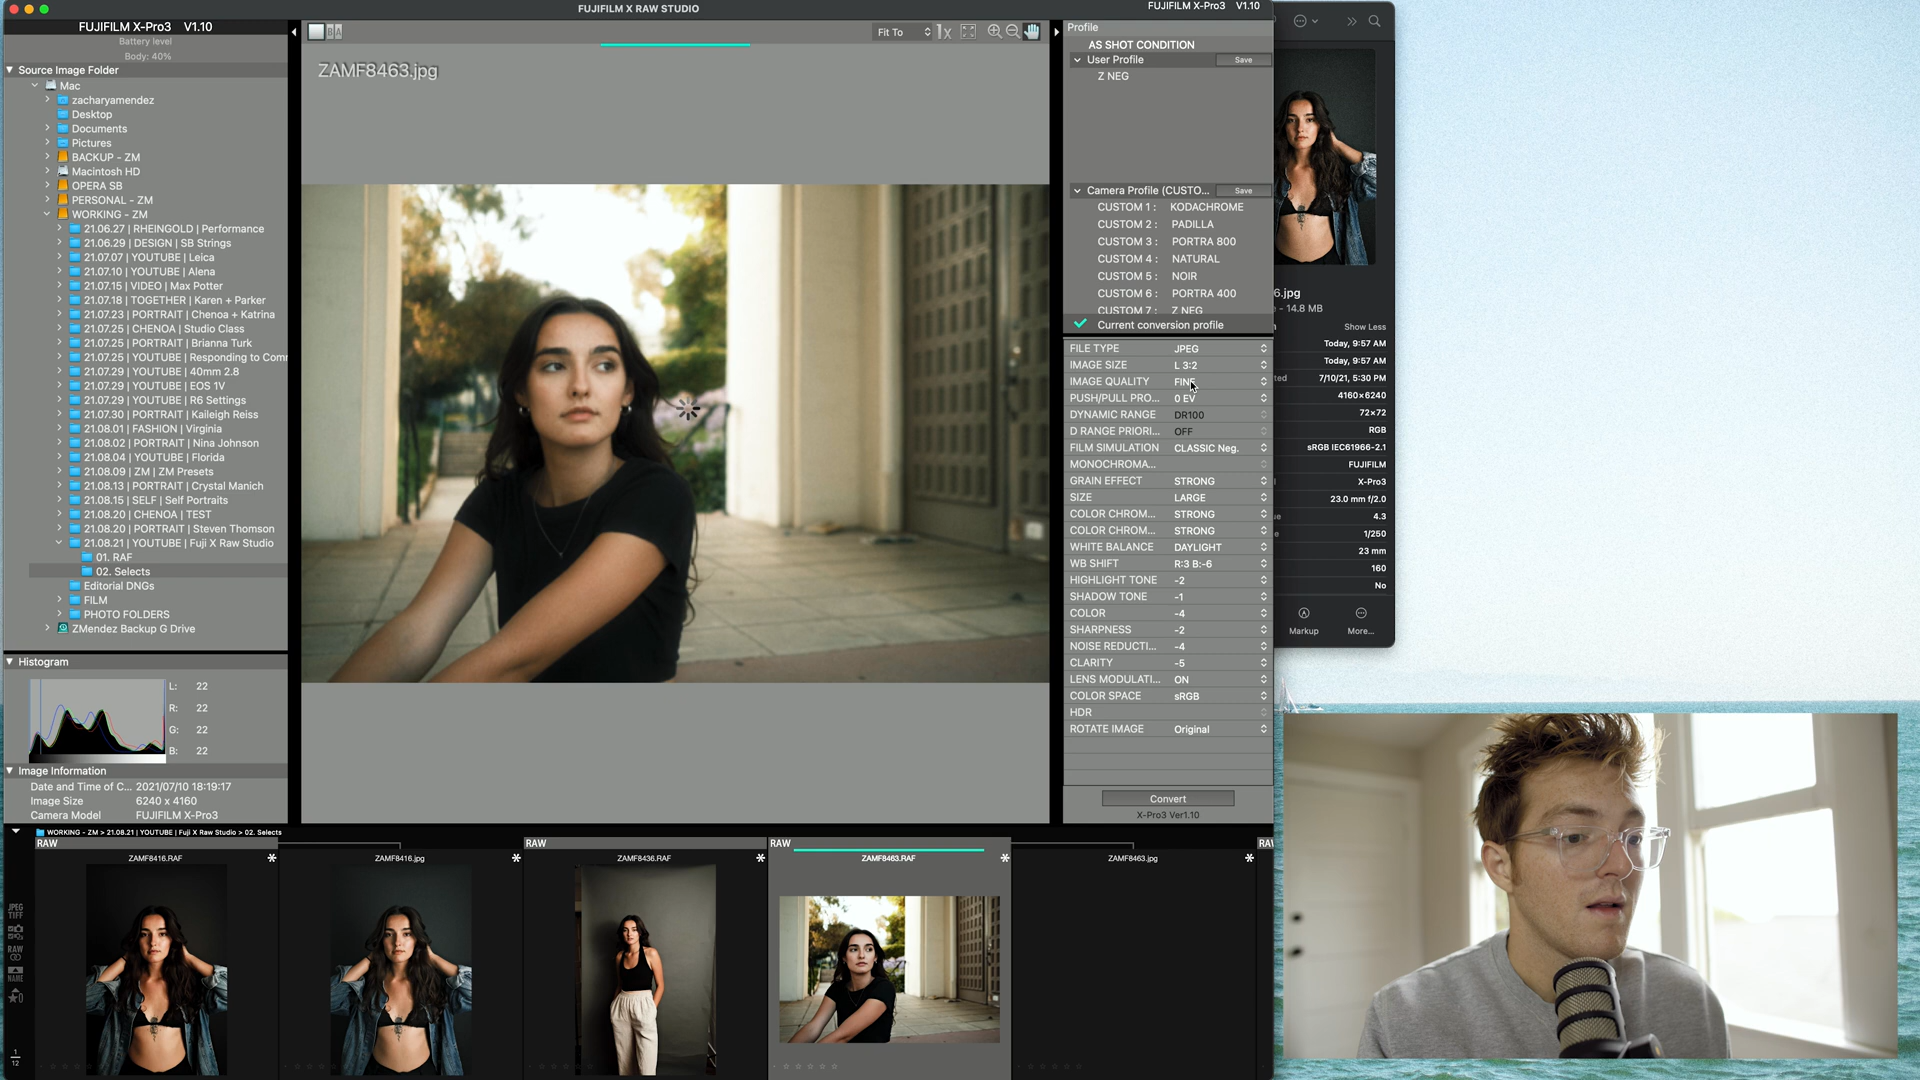 FUJIFILM X RAW STUDIO
FUJIFILM X-Pro3 V1.10
FUJIFILM X-Pro3 V1.10
Battery level
Body: 40%
Source Image Folder
Mac
zacharyamendez
Desktop
Documents
Pictures
BACKUP - ZM
Macintosh HD
OPERA SB
PERSONAL - ZM
WORKING - ZM
21.06.27 | RHEINGOLD | Performance
21.06.29 | DESIGN | SB Strings
21.07.07 | YOUTUBE | Leica
21.07.10 | YOUTUBE | Alena
21.07.15 | VIDEO | Max Potter
21.07.18 | TOGETHER | Karen + Parker
21.07.23 | PORTRAIT | Chenoa + Katrina
21.07.25 | CHENOA | Studio Class
21.07.25 | PORTRAIT | Brianna Turk
21.07.25 | YOUTUBE | Responding to Com
21.07.29 | YOUTUBE | 40mm 2.8
21.07.29 | YOUTUBE | EOS 1V
21.07.29 | YOUTUBE | R6 Settings
21.07.30 | PORTRAIT | Kaileigh Reiss
21.08.01 | FASHION | Virginia
21.08.02 | PORTRAIT | Nina Johnson
21.08.04 | YOUTUBE | Florida
21.08.09 | ZM | ZM Presets
21.08.13 | PORTRAIT | Crystal Manich
21.08.15 | SELF | Self Portraits
21.08.20 | CHENOA | TEST
21.08.20 | PORTRAIT | Steven Thomson
21.08.21 | YOUTUBE | Fuji X Raw Studio
01. RAF
02. Selects
Editorial DNGs
FILM
PHOTO FOLDERS
ZMendez Backup G Drive
Histogram
L: 22
R: 22
G: 22
B: 22
Image Information
Date and Time of C... 2021/07/10 18:19:17
Image Size 6240 x 4160
Camera Model FUJIFILM X-Pro3
B A
Fit To
1x
ZAMF8463.jpg
Profile
AS SHOT CONDITION
User Profile Save
Z NEG
Camera Profile (CUSTO... Save
CUSTOM 1 : KODACHROME
CUSTOM 2 : PADILLA
CUSTOM 3 : PORTRA 800
CUSTOM 4 : NATURAL
CUSTOM 5 : NOIR
CUSTOM 6 : PORTRA 400
CUSTOM 7 : Z NEG
Current conversion profile
FILE TYPE JPEG
IMAGE SIZE L 3:2
IMAGE QUALITY FINE
PUSH/PULL PRO... 0 EV
DYNAMIC RANGE DR100
D RANGE PRIORI... OFF
FILM SIMULATION CLASSIC Neg.
MONOCHROMA...
GRAIN EFFECT STRONG
SIZE LARGE
COLOR CHROM... STRONG
COLOR CHROM... STRONG
WHITE BALANCE DAYLIGHT
WB SHIFT R:3 B:-6
HIGHLIGHT TONE -2
SHADOW TONE -1
COLOR -4
SHARPNESS -2
NOISE REDUCTI... -4
CLARITY -5
LENS MODULATI... ON
COLOR SPACE sRGB
HDR
ROTATE IMAGE Original
Convert
X-Pro3 Ver1.10
6.jpg
- 14.8 MB
Show Less
Today, 9:57 AM
Today, 9:57 AM
ted 7/10/21, 5:30 PM
4160×6240
72×72
RGB
sRGB IEC61966-2.1
FUJIFILM
X-Pro3
23.0 mm f/2.0
4.3
1/250
23 mm
160
No
Markup
More...
WORKING - ZM > 21.08.21 | YOUTUBE | Fuji X Raw Studio > 02. Selects
RAW
RAW
RAW
RAW
ZAMF8416.RAF
ZAMF8416.jpg
ZAMF8436.RAF
ZAMF8463.RAF
ZAMF8463.jpg
JPEG
TIFF
RAW
NAME
0
1
12